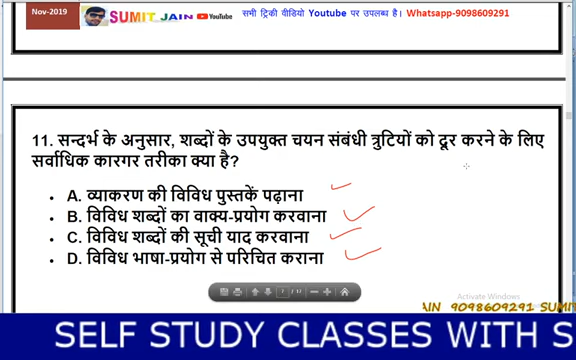 Nov-2019
SUMIT JAIN YouTube
सभी ट्रिकी वीडियो Youtube पर उपलब्ध है। Whatsapp-9098609291
11. सन्दर्भ के अनुसार, शब्दों के उपयुक्त चयन संबंधी त्रुटियों को दूर करने के लिए
सर्वाधिक कारगर तरीका क्या है?
• A. व्याकरण की विविध पुस्तकें पढ़ाना
• B. विविध शब्दों का वाक्य-प्रयोग करवाना
• C. विविध शब्दों की सूची याद करवाना
• D. विविध भाषा-प्रयोग से परिचित कराना
Activate Windows
AIN 9098609291 SUMIT
SELF STUDY CLASSES WITH S